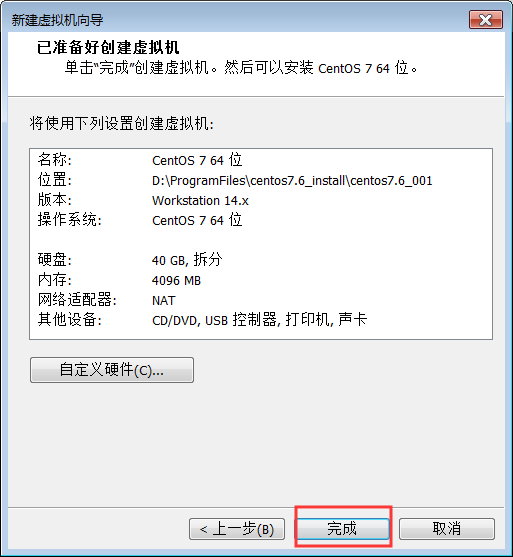 新建虚拟机向导
已准备好创建虚拟机
单击“完成”创建虚拟机。然后可以安装 CentOS 7 64 位。
将使用下列设置创建虚拟机:
名称: CentOS 7 64 位
位置: D:\ProgramFiles\centos7.6_install\centos7.6_001
版本: Workstation 14.x
操作系统: CentOS 7 64 位
硬盘: 40 GB, 拆分
内存: 4096 MB
网络适配器: NAT
其他设备: CD/DVD, USB 控制器, 打印机, 声卡
自定义硬件(C)...
< 上一步(B) 完成 取消